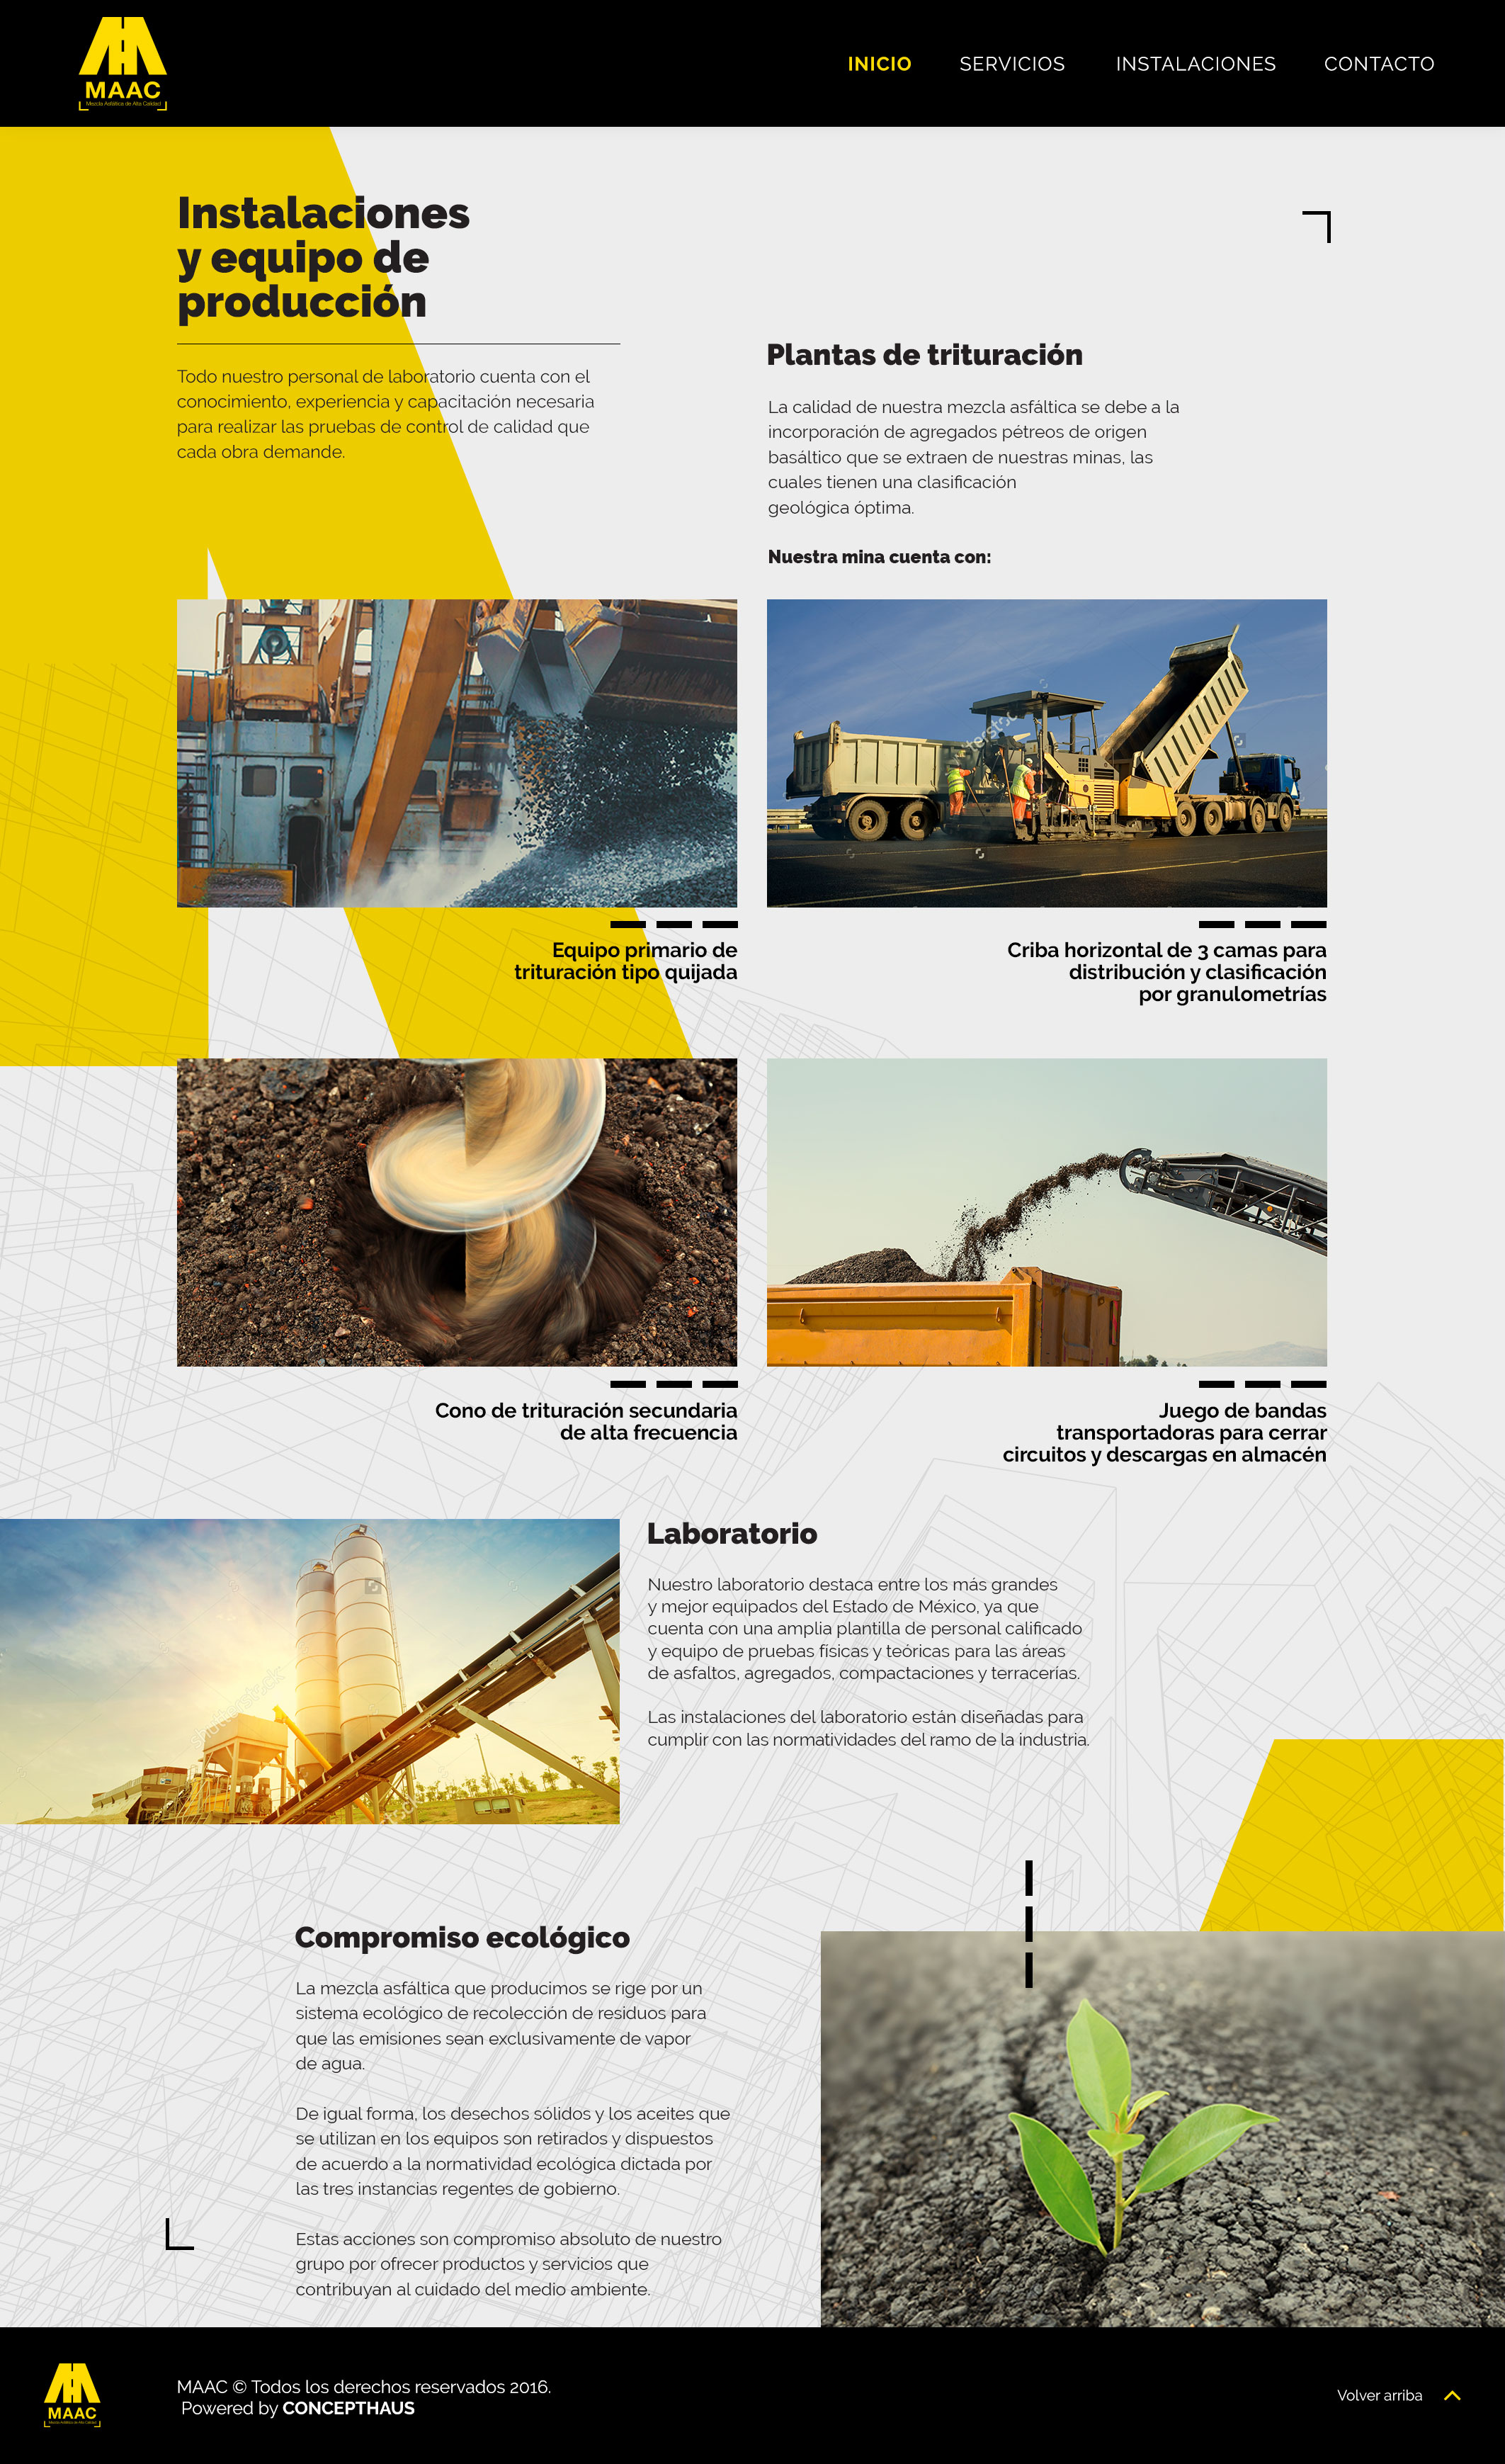 MAAC
Mezcla Asfáltica de Alta Calidad
INICIO
SERVICIOS
INSTALACIONES
CONTACTO
Instalaciones
y equipo de
producción
Todo nuestro personal de laboratorio cuenta con el
conocimiento, experiencia y capacitación necesaria
para realizar las pruebas de control de calidad que
cada obra demande.
Plantas de trituración
La calidad de nuestra mezcla asfáltica se debe a la
incorporación de agregados pétreos de origen
basáltico que se extraen de nuestras minas, las
cuales tienen una clasificación
geológica óptima.
Nuestra mina cuenta con:
Equipo primario de
trituración tipo quijada
Criba horizontal de 3 camas para
distribución y clasificación
por granulometrías
Cono de trituración secundaria
de alta frecuencia
Juego de bandas
transportadoras para cerrar
circuitos y descargas en almacén
Laboratorio
Nuestro laboratorio destaca entre los más grandes
y mejor equipados del Estado de México, ya que
cuenta con una amplia plantilla de personal calificado
y equipo de pruebas físicas y teóricas para las áreas
de asfaltos, agregados, compactaciones y terracerías.
Las instalaciones del laboratorio están diseñadas para
cumplir con las normatividades del ramo de la industria.
Compromiso ecológico
La mezcla asfáltica que producimos se rige por un
sistema ecológico de recolección de residuos para
que las emisiones sean exclusivamente de vapor
de agua.
De igual forma, los desechos sólidos y los aceites que
se utilizan en los equipos son retirados y dispuestos
de acuerdo a la normatividad ecológica dictada por
las tres instancias regentes de gobierno.
Estas acciones son compromiso absoluto de nuestro
grupo por ofrecer productos y servicios que
contribuyan al cuidado del medio ambiente.
MAAC
Mezcla Asfáltica de Alta Calidad
MAAC © Todos los derechos reservados 2016.
Powered by CONCEPTHAUS
Volver arriba